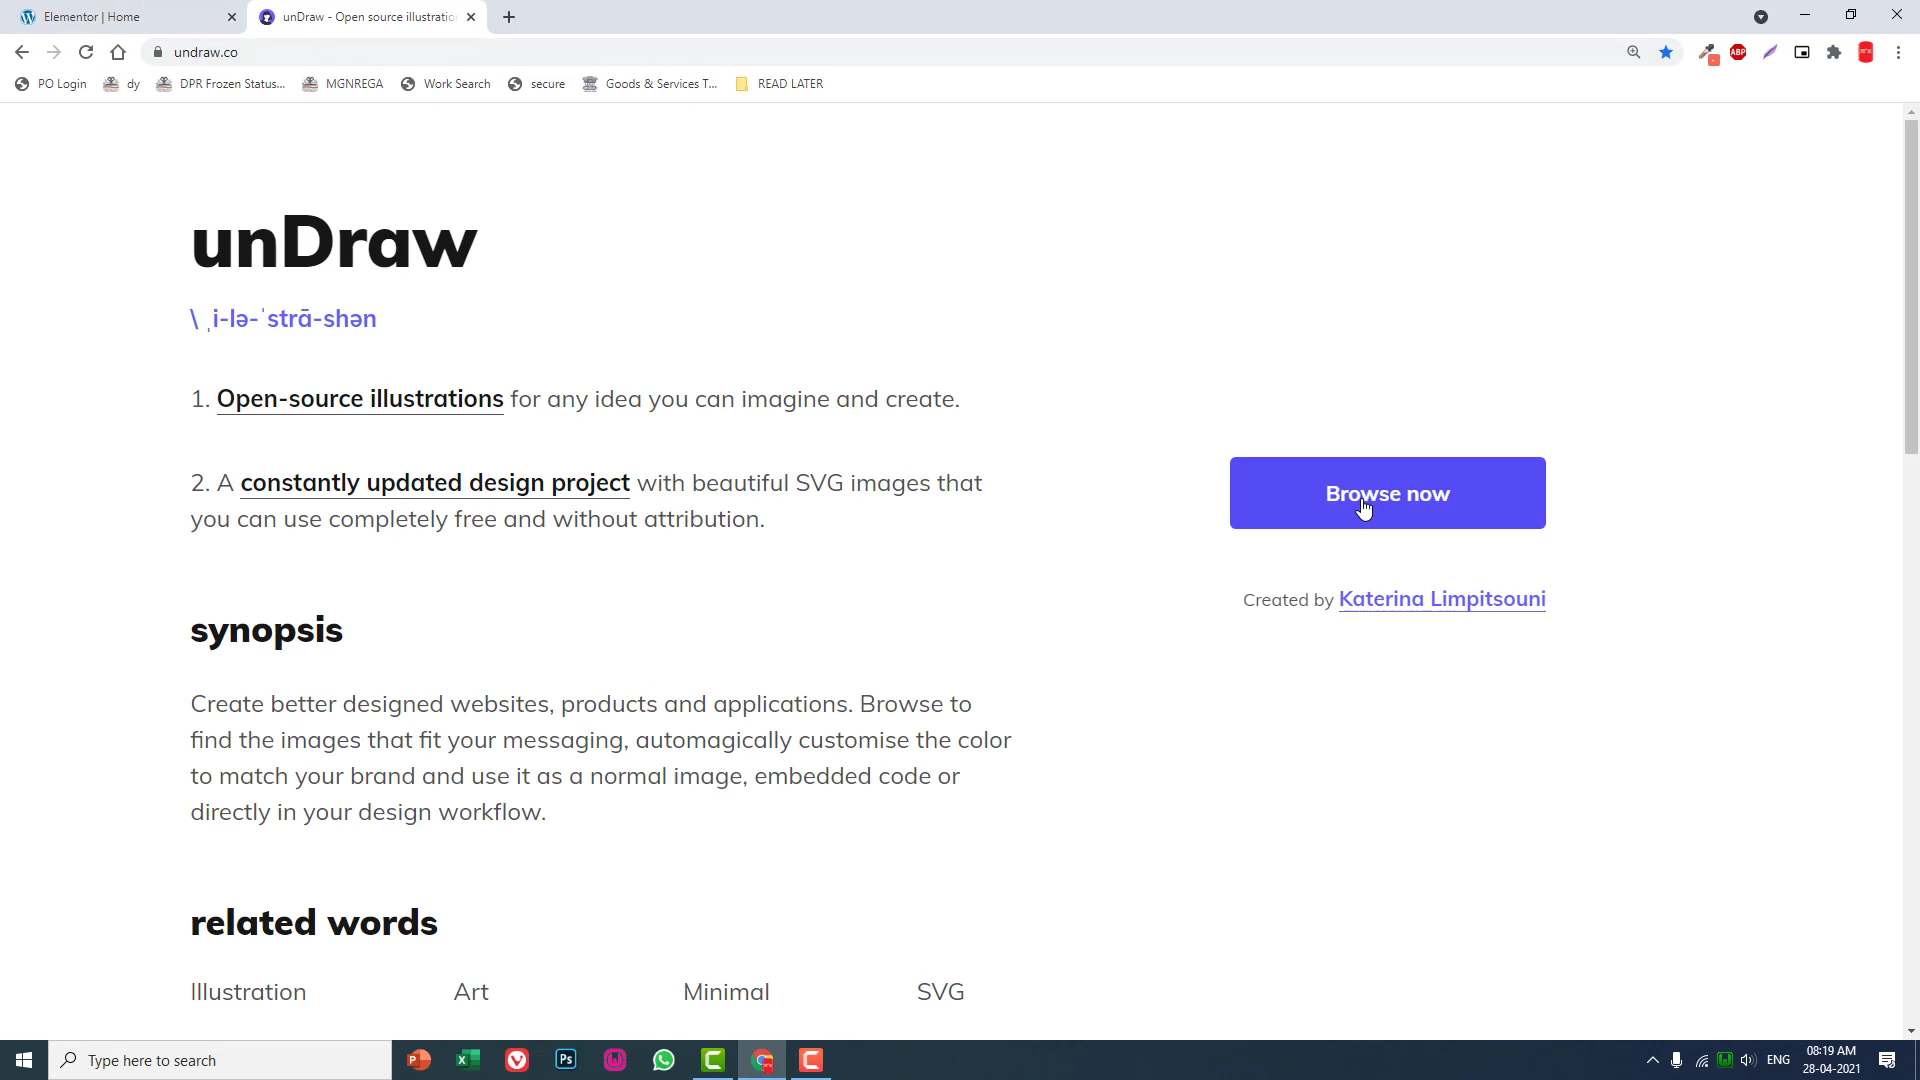 Elementor | Home
unDraw - Open source illustratio
undraw.co
ABP
PO Login
dy
DPR Frozen Status...
MGNREGA
Work Search
secure
Goods & Services T...
READ LATER
unDraw
\ ˌi-lə-ˈstrā-shən
1. Open-source illustrations for any idea you can imagine and create.
2. A constantly updated design project with beautiful SVG images that
you can use completely free and without attribution.
Browse now
Created by Katerina Limpitsouni
synopsis
Create better designed websites, products and applications. Browse to
find the images that fit your messaging, automagically customise the color
to match your brand and use it as a normal image, embedded code or
directly in your design workflow.
related words
Illustration
Art
Minimal
SVG
Type here to search
Ps
ENG
08:19 AM
28-04-2021